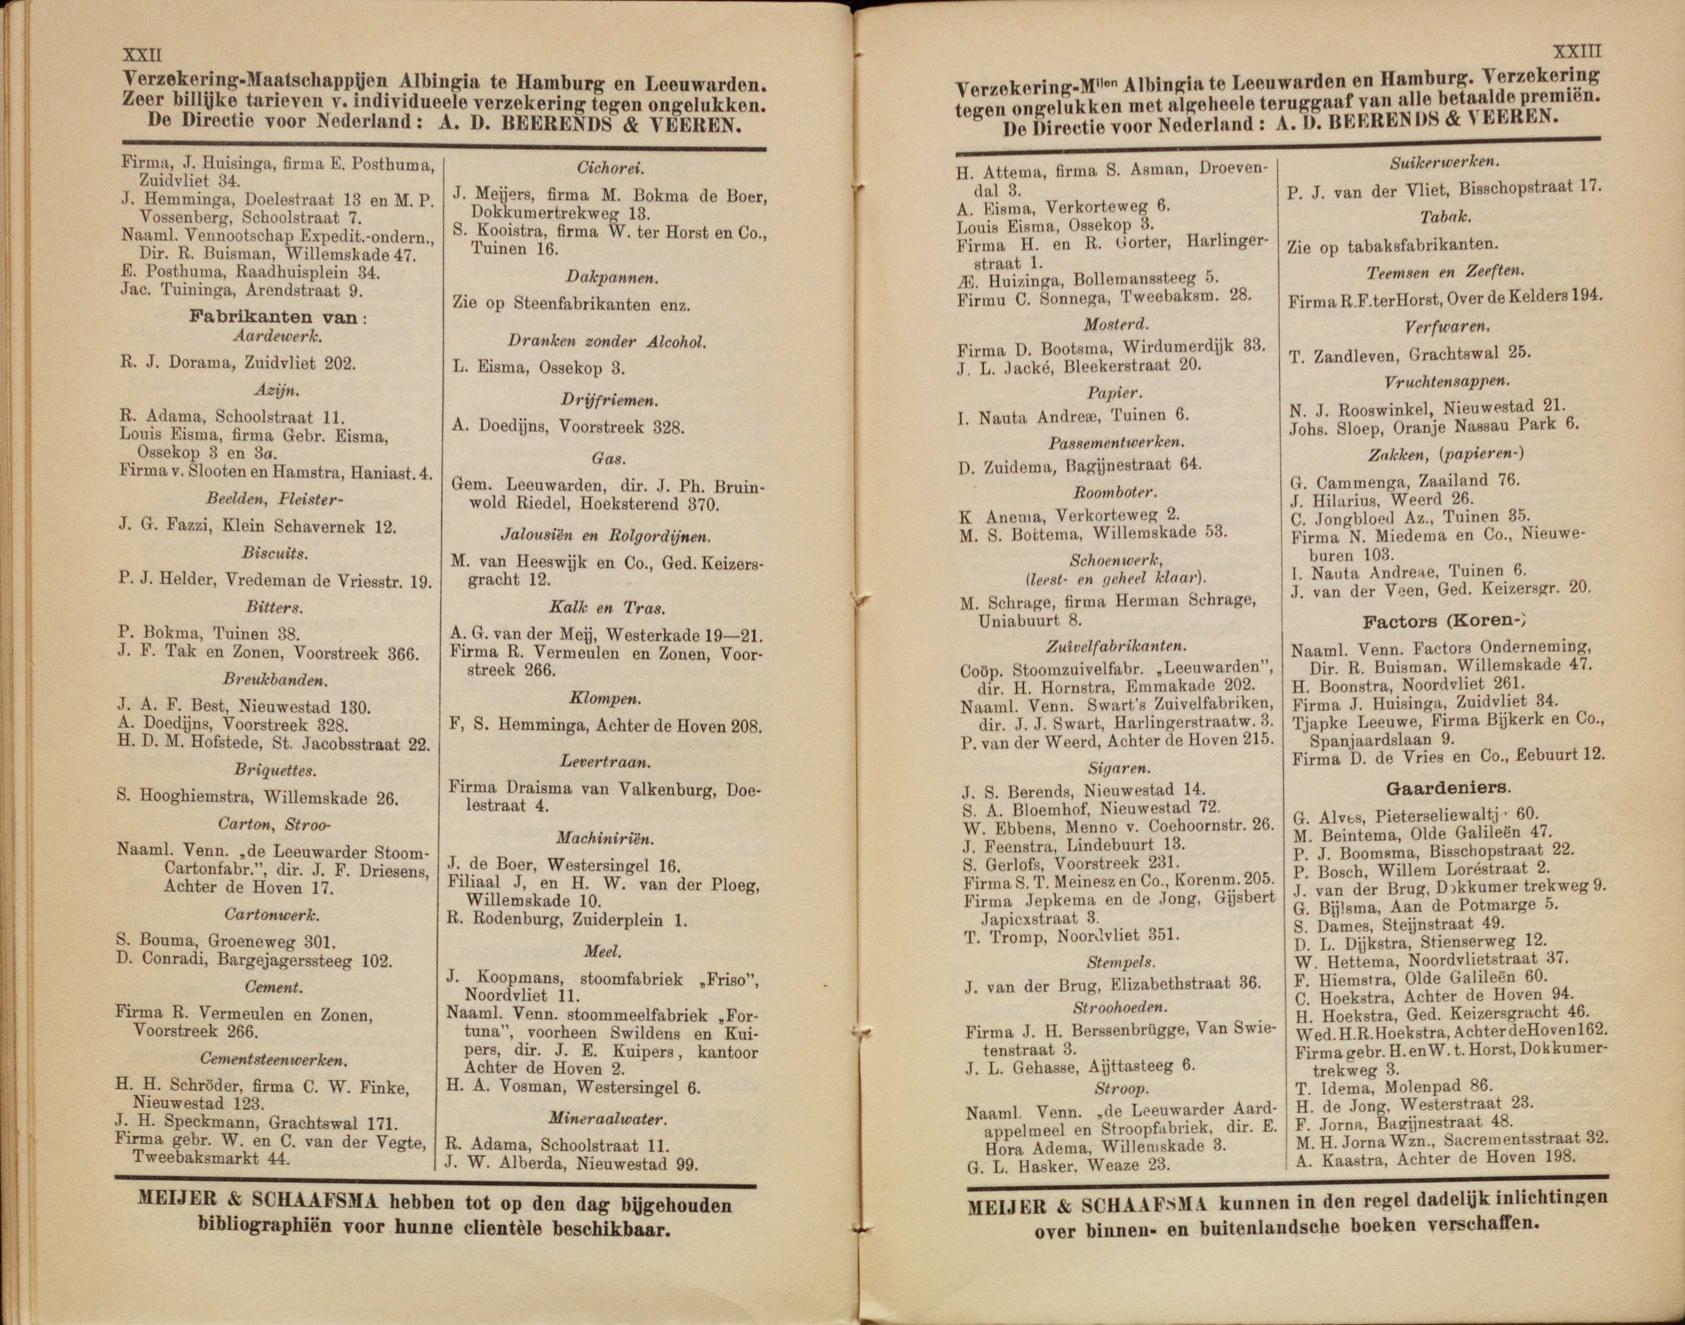 XXII
Verzekering-Maatschappijen Albingia te Hamburg en Leeuwarden.
Zeer billijke tarieven v. individueele verzekering tegen ongelukken.
De Directie voor Nederland: A. D. BEERENDS & VEEREN.
Firma, J. Huisinga, firma E. Posthuma,
Zuidvliet 34.
J. Hemminga, Doelestraat 13 en M. P.
Vossenberg, Schoolstraat 7.
Naaml. Vennootschap Expedit.-ondern.,
Dir. R. Buisman, Willemskade 47.
E. Posthuma, Raadhuisplein 34.
Jac. Tuininga, Arendstraat 9.
Fabrikanten van:
Aardewerk.
R. J. Dorama, Zuidvliet 202.
Azijn.
R. Adama, Schoolstraat 11.
Louis Eisma, firma Gebr. Eisma,
Ossekop 3 en 3a.
Firma v. Slooten en Hamstra, Haniast. 4.
Beelden, Pleister-
J. G. Fazzi, Klein Schavernek 12.
Biscuits.
P. J. Helder, Vredeman de Vriesstr. 19.
Bitters.
P. Bokma, Tuinen 38.
J. F. Tak en Zonen, Voorstreek 366.
Breukbanden.
J. A. F. Best, Nieuwestad 130.
A. Doedijns, Voorstreek 328.
H. D. M. Hofstede, St. Jacobsstraat 22.
Briquettes.
S. Hooghiemstra, Willemskade 26.
Carton, Stroo-
Naaml. Venn. „de Leeuwarder Stoom-
Cartonfabr.”, dir. J. F. Driesens,
Achter de Hoven 17.
Cartonwerk.
S. Bouma, Groeneweg 301.
D. Conradi, Bargejagerssteeg 102.
Cement.
Firma R. Vermeulen en Zonen,
Voorstreek 266.
Cementsteenwerken.
H. H. Schröder, firma C. W. Finke,
Nieuwestad 123.
J. H. Speckmann, Grachtswal 171.
Firma gebr. W. en C. van der Vegte,
Tweebaksmarkt 44.
Cichorei.
J. Meijers, firma M. Bokma de Boer,
Dokkumertrekweg 13.
S. Kooistra, firma W. ter Horst en Co.,
Tuinen 16.
Dakpannen.
Zie op Steenfabrikanten enz.
Dranken zonder Alcohol.
L. Eisma, Ossekop 3.
Drijfriemen.
A. Doedijns, Voorstreek 328.
Gas.
Gem. Leeuwarden, dir. J. Ph. Bruin-
wold Riedel, Hoeksterend 370.
Jalousiën en Rolgordijnen.
M. van Heeswijk en Co., Ged. Keizers-
gracht 12.
Kalk en Tras.
A. G. van der Meij, Westerkade 19—21.
Firma R. Vermeulen en Zonen, Voor-
streek 266.
Klompen.
F, S. Hemminga, Achter de Hoven 208.
Levertraan.
Firma Draisma van Valkenburg, Doe-
lestraat 4.
Machiniriën.
J. de Boer, Westersingel 16.
Filiaal J, en H. W. van der Ploeg,
Willemskade 10.
R. Rodenburg, Zuiderplein 1.
Meel.
J. Koopmans, stoomfabriek „Friso”,
Noordvliet 11.
Naaml. Venn. stoommeelfabriek „For-
tuna”, voorheen Swildens en Kui-
pers, dir. J. E. Kuipers, kantoor
Achter de Hoven 2.
H. A. Vosman, Westersingel 6.
Mineraalwater.
R. Adama, Schoolstraat 11.
J. W. Alberda, Nieuwestad 99.
MEIJER & SCHAAFSMA hebben tot op den dag bijgehouden
bibliographiën voor hunne clientèle beschikbaar.
XXIII
Verzekering-Mijen Albingia te Leeuwarden en Hamburg. Verzekering
tegen ongelukken met algeheele teruggaaf van alle betaalde premiën.
De Directie voor Nederland: A. D. BEERENDS & VEEREN.
H. Attema, firma S. Asman, Droeven-
dal 3.
A. Eisma, Verkorteweg 6.
Louis Eisma, Ossekop 3.
Firma H. en R. Gorter, Harlinger-
straat 1.
Æ. Huizinga, Bollemanssteeg 5.
Firmu C. Sonnega, Tweebaksm. 28.
Mosterd.
Firma D. Bootsma, Wirdumerdijk 33.
J. L. Jacké, Bleekerstraat 20.
Papier.
I. Nauta Andreæ, Tuinen 6.
Passementwerken.
D. Zuidema, Bagijnestraat 64.
Roomboter.
K Anema, Verkorteweg 2.
M. S. Bottema, Willemskade 53.
Schoenwerk,
(leest- en geheel klaar).
M. Schrage, firma Herman Schrage,
Uniabuurt 8.
Zuivelfabrikanten.
Coöp. Stoomzuivelfabr. „Leeuwarden”,
dir. H. Hornstra, Emmakade 202.
Naaml. Venn. Swart's Zuivelfabriken,
dir. J. J. Swart, Harlingerstraatw. 3.
P. van der Weerd, Achter de Hoven 215.
Sigaren.
J. S. Berends, Nieuwestad 14.
S. A. Bloemhof, Nieuwestad 72.
W. Ebbens, Menno v. Coehoornstr. 26.
J. Feenstra, Lindebuurt 13.
S. Gerlofs, Voorstreek 231.
Firma S. T. Meinesz en Co., Korenm. 205.
Firma Jepkema en de Jong, Gijsbert
Japicxstraat 3.
T. Tromp, Noordvliet 351.
Stempels.
J. van der Brug, Elizabethstraat 36.
Stroohoeden.
Firma J. H. Berssenbrügge, Van Swie-
tenstraat 3.
J. L. Gehasse, Aijttasteeg 6.
Stroop.
Naaml. Venn. „de Leeuwarder Aard-
appelmeel en Stroopfabriek, dir. E.
Hora Adema, Willemskade 3.
G. L. Hasker, Weaze 23.
Suikerwerken.
P. J. van der Vliet, Bisschopstraat 17.
Tabak.
Zie op tabaksfabrikanten.
Teemsen en Zeeften.
Firma R.F. ter Horst, Over de Kelders 194.
Verfwaren.
T. Zandleven, Grachtswal 25.
Vruchtensappen.
N. J. Rooswinkel, Nieuwestad 21.
Johs. Sloep, Oranje Nassau Park 6.
Zakken, (papieren-)
G. Cammenga, Zaailand 76.
J. Hilarius, Weerd 26.
C. Jongbloed Az., Tuinen 35.
Firma N. Miedema en Co., Nieuwe-
buren 103.
I. Nauta Andreae, Tuinen 6.
J. van der Veen, Ged. Keizersgr. 20.
Factors (Koren-)
Naaml. Venn. Factors Onderneming,
Dir. R. Buisman, Willemskade 47.
H. Boonstra, Noordvliet 261.
Firma J. Huisinga, Zuidvliet 34.
Tjapke Leeuwe, Firma Bijkerk en Co.,
Spanjaardslaan 9.
Firma D. de Vries en Co., Eebuurt 12.
Gaardeniers.
G. Alves, Pieterseliewaltj 60.
M. Beintema, Olde Galileën 47.
P. J. Boomsma, Bisschopstraat 22.
P. Bosch, Willem Loréstraat 2.
J. van der Brug, Dokkumer trekweg 9.
G. Bijlsma, Aan de Potmarge 5.
S. Dames, Steijnstraat 49.
D. L. Dijkstra, Stienserweg 12.
W. Hettema, Noordvlietstraat 37.
F. Hiemstra, Olde Galileën 60.
C. Hoekstra, Achter de Hoven 94.
H. Hoekstra, Ged. Keizersgracht 46.
Wed. H.R. Hoekstra, Achter de Hoven 162.
Firma gebr. H. en W. t. Horst, Dokkumer-
trekweg 3.
T. Idema, Molenpad 86.
H. de Jong, Westerstraat 23.
F. Jorna, Bagijnestraat 48.
M. H. Jorna Wzn., Sacrementsstraat 32.
A. Kaastra, Achter de Hoven 198.
MEIJER & SCHAAFSMA kunnen in den regel dadelijk inlichtingen
over binnen- en buitenlandsche boeken verschaffen.